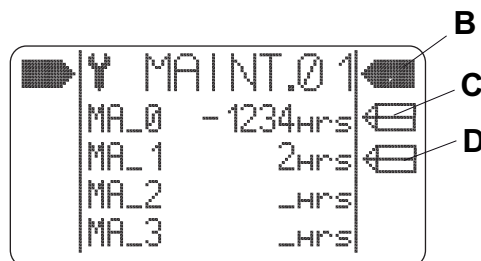 B
MAINT.01
C
MA_0 -1234Hrs
D
MA_1 2Hrs
MA_2 _Hrs
MA_3 _Hrs